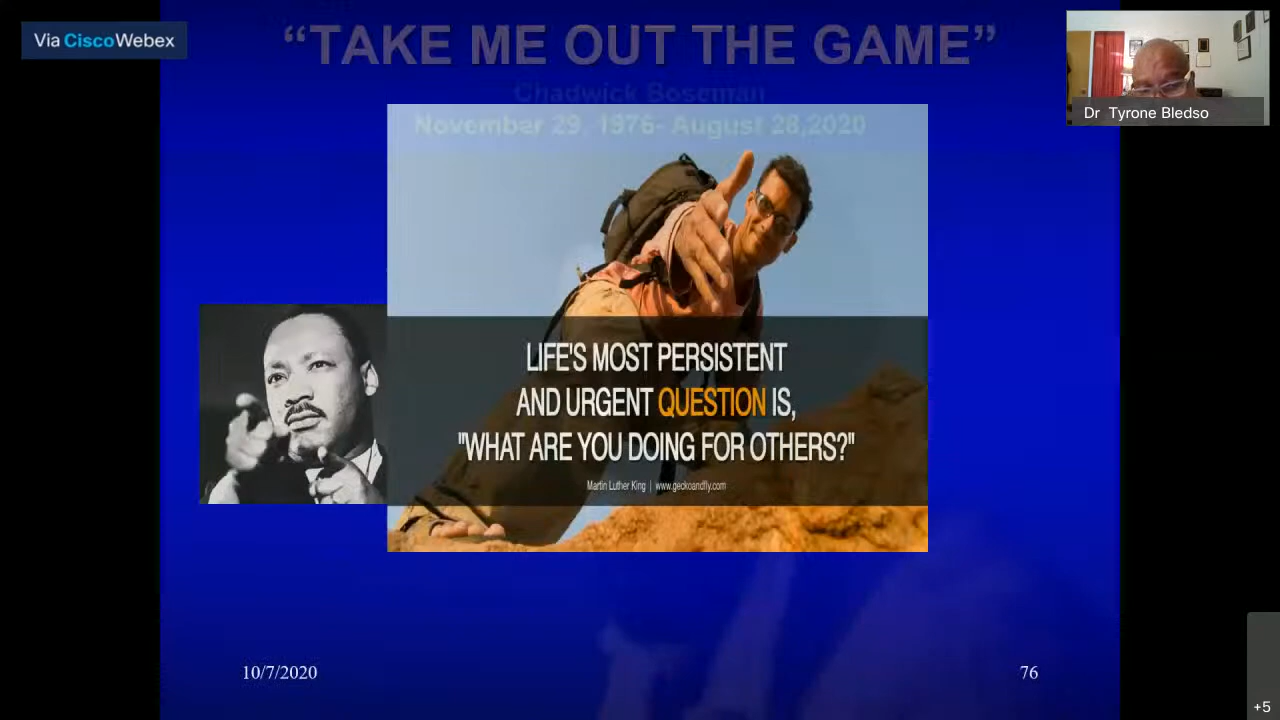 Via Cisco Webex
“TAKE ME OUT THE GAME”
Chadwick Boseman
November 29, 1976- August 28,2020
Dr Tyrone Bledso
LIFE'S MOST PERSISTENT
AND URGENT QUESTION IS,
"WHAT ARE YOU DOING FOR OTHERS?"
Martin Luther King | www.geckoandfly.com
10/7/2020
76
+5